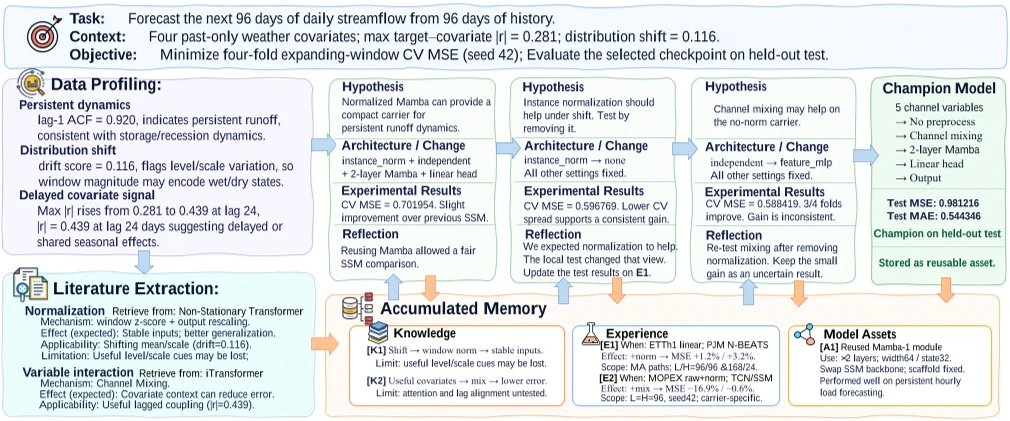 Task: Forecast the next 96 days of daily streamflow from 96 days of history.
Context: Four past-only weather covariates; max target–covariate |r| = 0.281; distribution shift = 0.116.
Objective: Minimize four-fold expanding-window CV MSE (seed 42); Evaluate the selected checkpoint on held-out test.
Data Profiling:
Persistent dynamics
lag-1 ACF = 0.920, indicates persistent runoff,
consistent with storage/recession dynamics.
Distribution shift
drift score = 0.116, flags level/scale variation, so
window magnitude may encode wet/dry states.
Delayed covariate signal
Max |r| rises from 0.281 to 0.439 at lag 24,
|r| = 0.439 at lag 24 days suggesting delayed or
shared seasonal effects.
Literature Extraction:
Normalization Retrieve from: Non-Stationary Transformer
Mechanism: window z-score + output rescaling.
Effect (expected): Stable inputs; better generalization.
Applicability: Shifting mean/scale (drift=0.116).
Limitation: Useful level/scale cues may be lost;
Variable interaction Retrieve from: iTransformer
Mechanism: Channel Mixing.
Effect (expected): Covariate context can reduce error.
Applicability: Useful lagged coupling (|r|=0.439).
Hypothesis
Normalized Mamba can provide a
compact carrier for
persistent runoff dynamics.
Architecture / Change
instance_norm + independent
+ 2-layer Mamba + linear head
Experimental Results
CV MSE = 0.701954. Slight
improvement over previous SSM.
Reflection
Reusing Mamba allowed a fair
SSM comparison.
Hypothesis
Instance normalization should
help under shift. Test by
removing it.
Architecture / Change
instance_norm → none
All other settings fixed.
Experimental Results
CV MSE = 0.596769. Lower CV
spread supports a consistent gain.
Reflection
We expected normalization to help.
The local test changed that view.
Update the test results on E1.
Hypothesis
Channel mixing may help on
the no-norm carrier.
Architecture / Change
independent → feature_mlp
All other settings fixed.
Experimental Results
CV MSE = 0.588419. 3/4 folds
improve. Gain is inconsistent.
Reflection
Re-test mixing after removing
normalization. Keep the small
gain as an uncertain result.
Champion Model
5 channel variables
→ No preprocess
→ Channel mixing
→ 2-layer Mamba
→ Linear head
→ Output
Test MSE: 0.981216
Test MAE: 0.544346
Champion on held-out test
Stored as reusable asset.
Accumulated Memory
Knowledge
[K1] Shift → window norm → stable inputs.
Limit: useful level/scale cues may be lost.
[K2] Useful covariates → mix → lower error.
Limit: attention and lag alignment untested.
Experience
[E1] When: ETTh1 linear; PJM N-BEATS
Effect: +norm → MSE +1.2% / +3.2%.
Scope: MA paths; L/H=96/96 &168/24.
[E2] When: MOPEX raw+norm; TCN/SSM
Effect: +mix → MSE −16.9% / −0.6%.
Scope: L=H=96, seed42; carrier-specific.
Model Assets
[A1] Reused Mamba-1 module
Use: ×2 layers; width64 / state32.
Swap SSM backbone; scaffold fixed.
Performed well on persistent hourly
load forecasting.